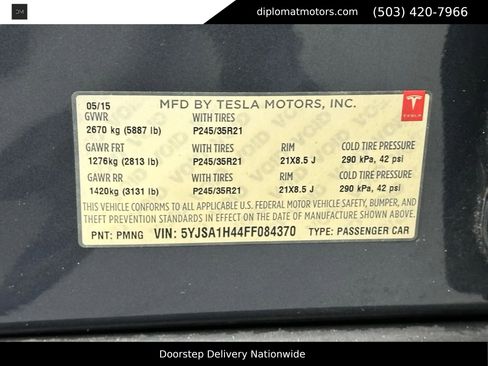 DM
diplomatmotors.com (503) 420-7966
05/15 MFD BY TESLA MOTORS, INC.
GVWR WITH TIRES
2670 kg (5887 lb) P245/35R21
GAWR FRT WITH TIRES RIM COLD TIRE PRESSURE
1276kg (2813 lb) P245/35R21 21X8.5 J 290 kPa, 42 psi
GAWR RR WITH TIRES RIM COLD TIRE PRESSURE
1420kg (3131 lb) P245/35R21 21X8.5 J 290 kPa, 42 psi
THIS VEHICLE CONFORMS TO ALL APPLICABLE U.S. FEDERAL MOTOR VEHICLE SAFETY, BUMPER, AND
THEFT PREVENTION STANDARDS IN EFFECT ON THE DATE OF MANUFACTURE SHOWN ABOVE.
PNT: PMNG VIN: 5YJSA1H44FF084370 TYPE: PASSENGER CAR
TESLA
Doorstep Delivery Nationwide